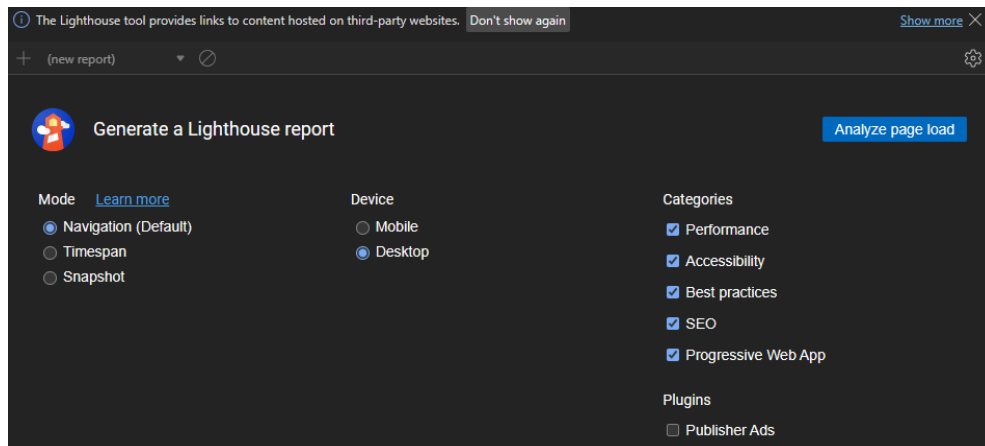 The Lighthouse tool provides links to content hosted on third-party websites. Don't show again Show more
(new report)
Generate a Lighthouse report
Analyze page load
Mode Learn more
Navigation (Default)
Timespan
Snapshot
Device
Mobile
Desktop
Categories
Performance
Accessibility
Best practices
SEO
Progressive Web App
Plugins
Publisher Ads